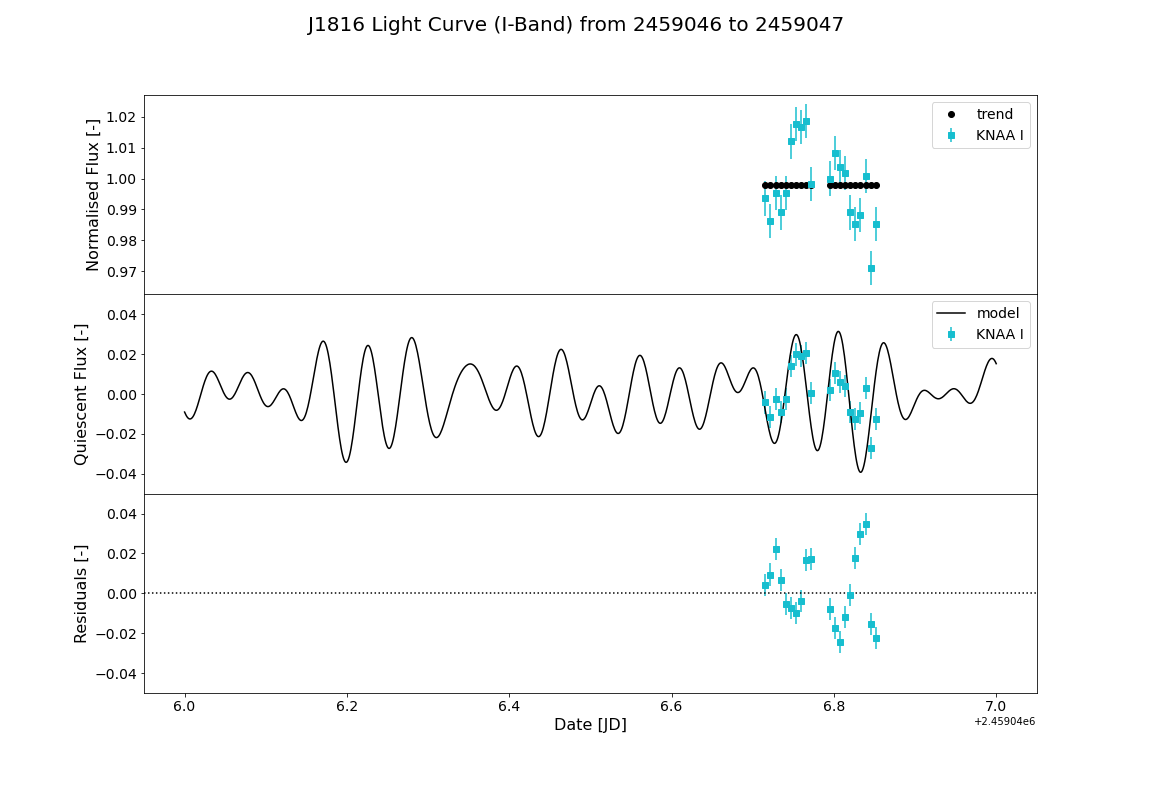 J1816 Light Curve (I-Band) from 2459046 to 2459047
Normalised Flux [-]
1.02
1.01
1.00
0.99
0.98
0.97
trend
KNAA I
Quiescent Flux [-]
0.04
0.02
0.00
−0.02
−0.04
model
KNAA I
Residuals [-]
0.04
0.02
0.00
−0.02
−0.04
6.0 6.2 6.4 6.6 6.8 7.0
+2.45904e6
Date [JD]